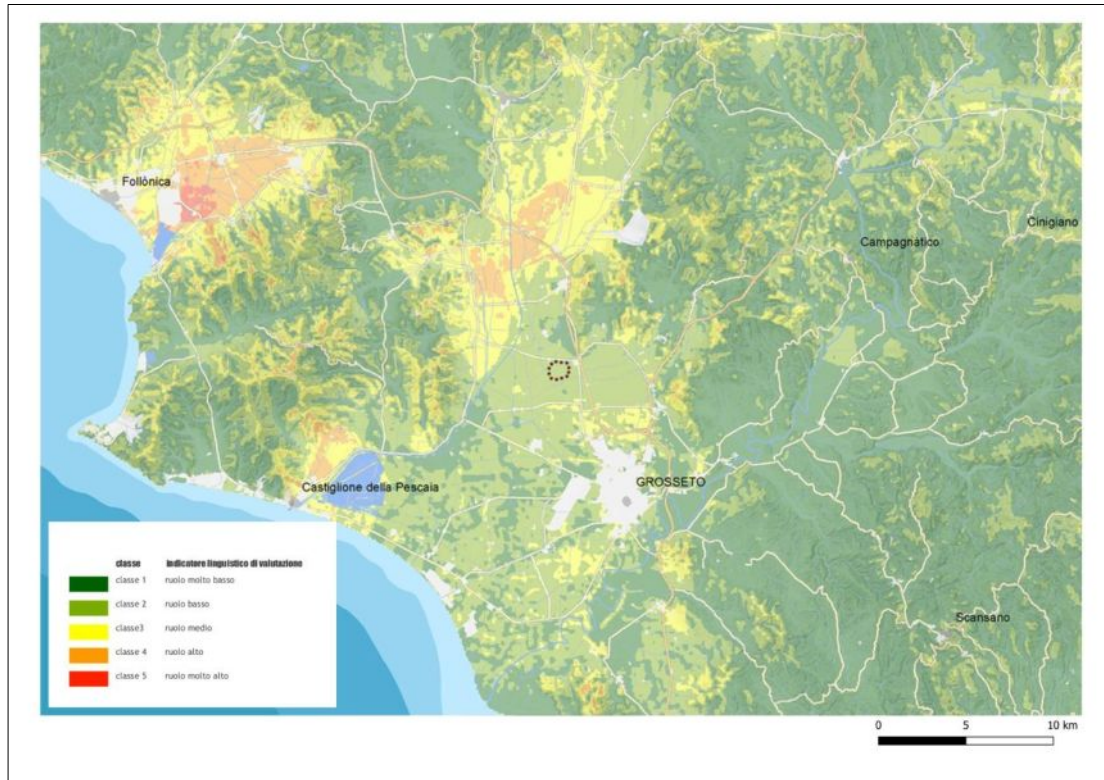 Follònica
Cinigiano
Campagnatico
GROSSETO
Castiglione della Pescaia
Scansano
classe indicatore linguistico di valutazione
classe 1 ruolo molto basso
classe 2 ruolo basso
classe3 ruolo medio
classe 4 ruolo alto
classe 5 ruolo molto alto
0 5 10 km